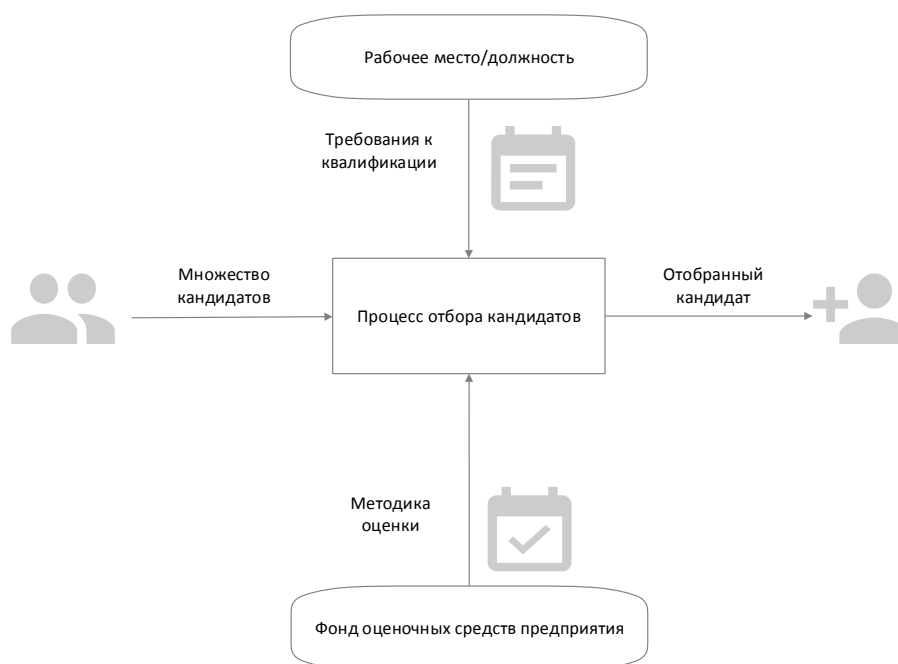 Рабочее место/должность
Требования к
квалификации
Множество
кандидатов
Процесс отбора кандидатов
Отобранный
кандидат
Методика
оценки
Фонд оценочных средств предприятия